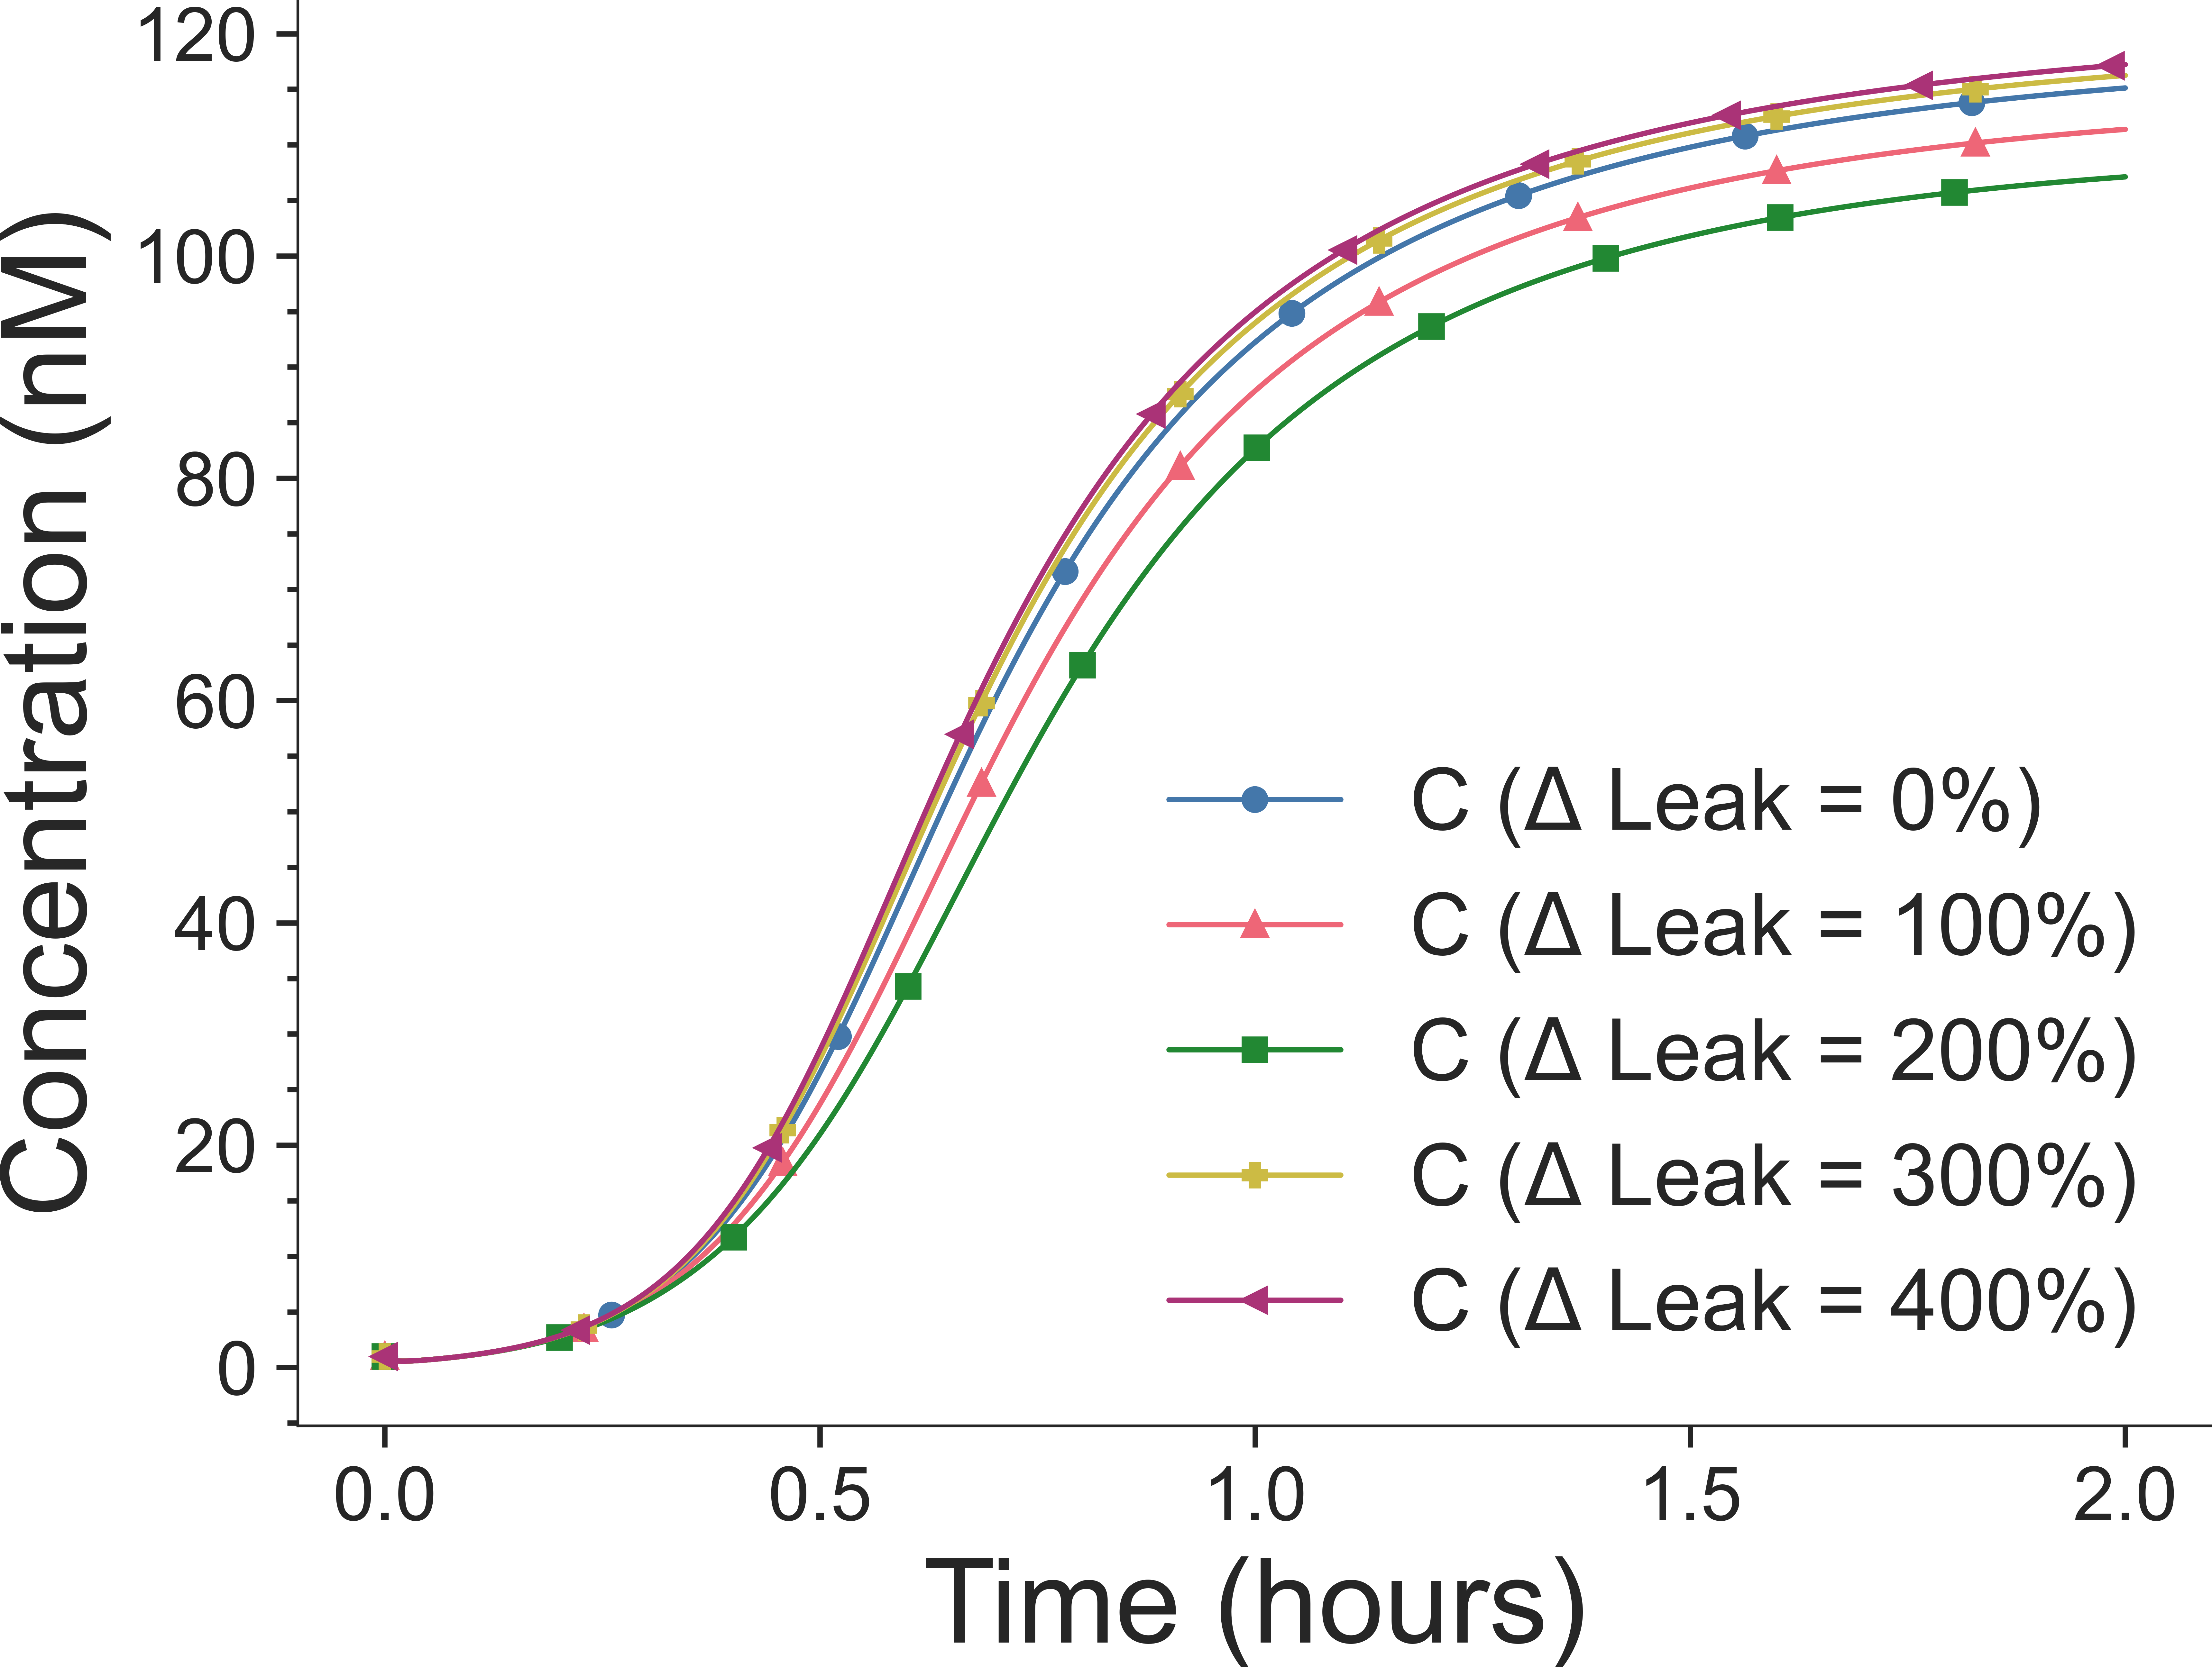 Concentration (nM)
120
100
80
60
40
20
0
C (Δ Leak = 0%)
C (Δ Leak = 100%)
C (Δ Leak = 200%)
C (Δ Leak = 300%)
C (Δ Leak = 400%)
0.0 0.5 1.0 1.5 2.0
Time (hours)